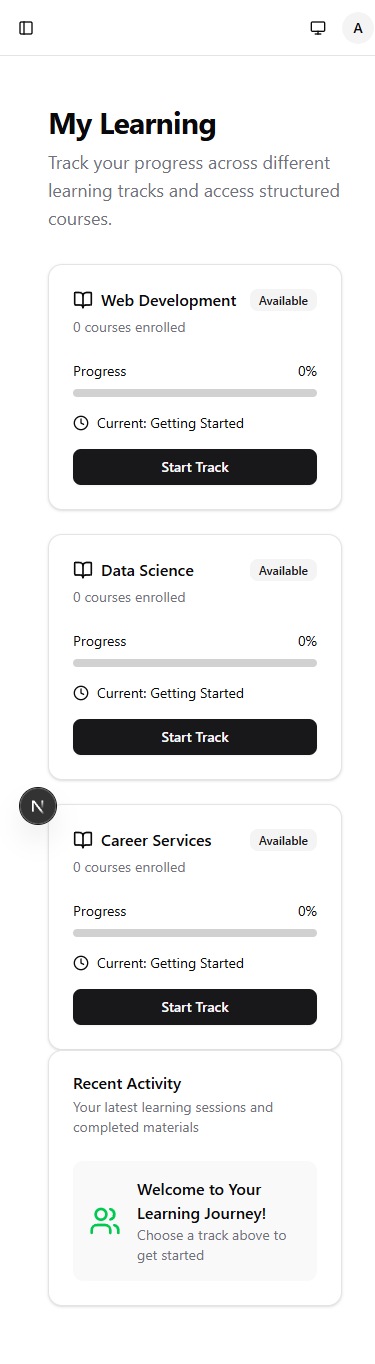 A
My Learning
Track your progress across different
learning tracks and access structured
courses.
Web Development Available
0 courses enrolled
Progress 0%
Current: Getting Started
Start Track
Data Science Available
0 courses enrolled
Progress 0%
Current: Getting Started
Start Track
N
Career Services Available
0 courses enrolled
Progress 0%
Current: Getting Started
Start Track
Recent Activity
Your latest learning sessions and
completed materials
Welcome to Your
Learning Journey!
Choose a track above to
get started